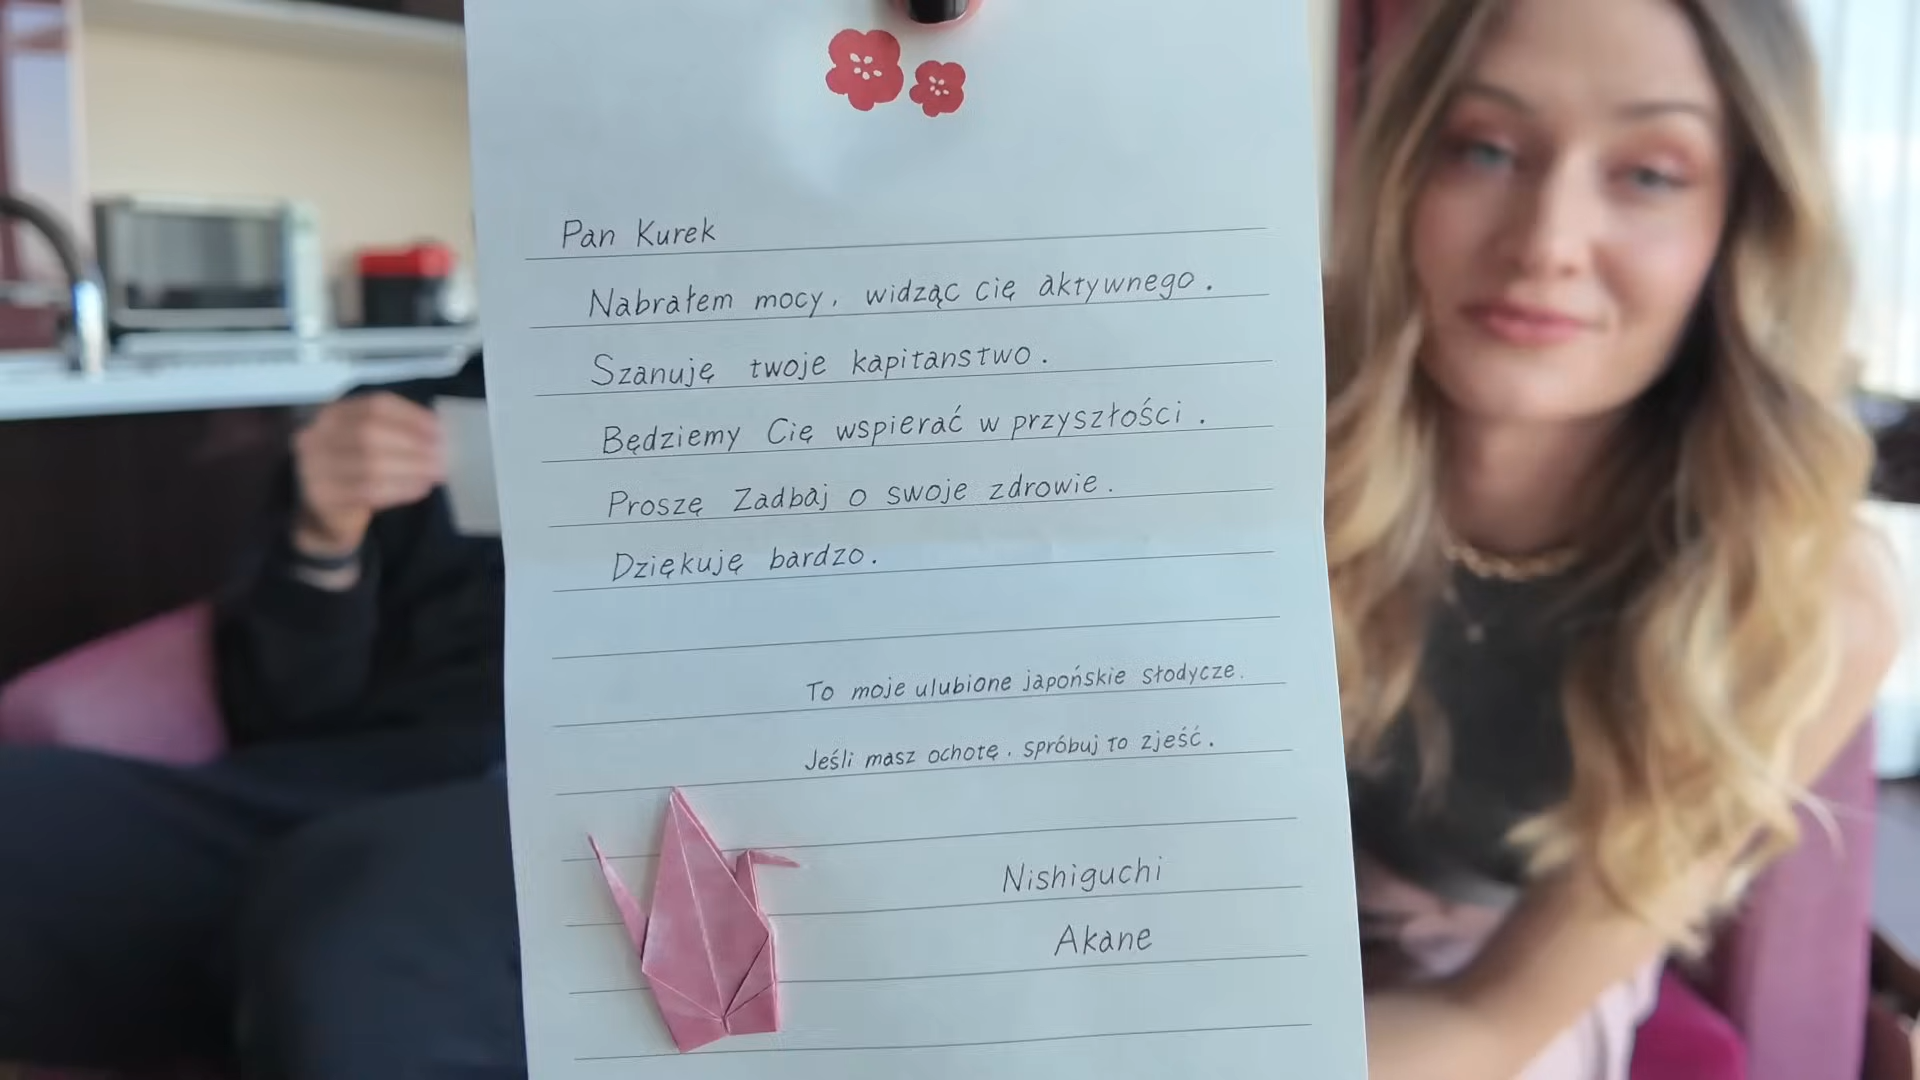 Pan Kurek
Nabrałem mocy, widząc cię aktywnego.
Szanuję twoje kapitanstwo.
Będziemy Cię wspierać w przyszłości.
Proszę Zadbaj o swoje zdrowie.
Dziękuję bardzo.
To moje ulubione japońskie słodycze.
Jeśli masz ochotę, spróbuj to zjeść.
Nishiguchi
Akane